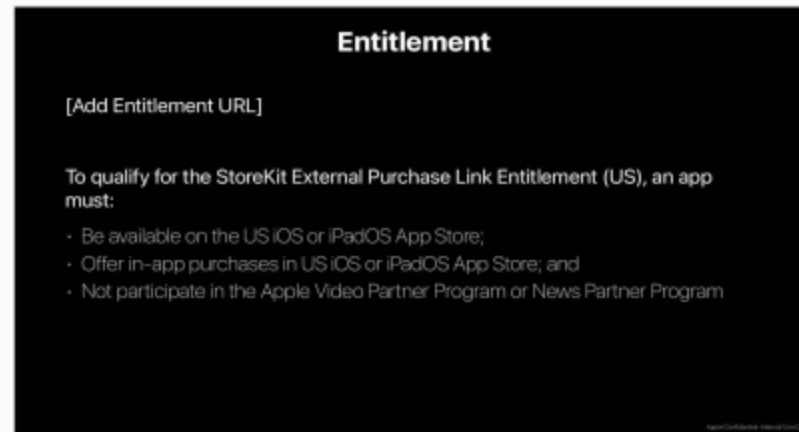 Entitlement
[Add Entitlement URL]
To qualify for the StoreKit External Purchase Link Entitlement (US), an app
must:
· Be available on the US iOS or iPadOS App Store;
· Offer in-app purchases in US iOS or iPadOS App Store; and
· Not participate in the Apple Video Partner Program or News Partner Program